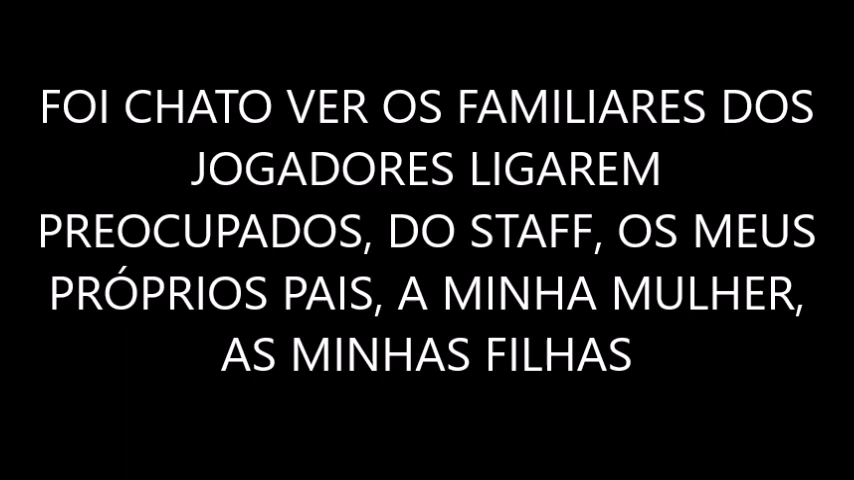 FOI CHATO VER OS FAMILIARES DOS
JOGADORES LIGAREM
PREOCUPADOS, DO STAFF, OS MEUS
PRÓPRIOS PAIS, A MINHA MULHER,
AS MINHAS FILHAS